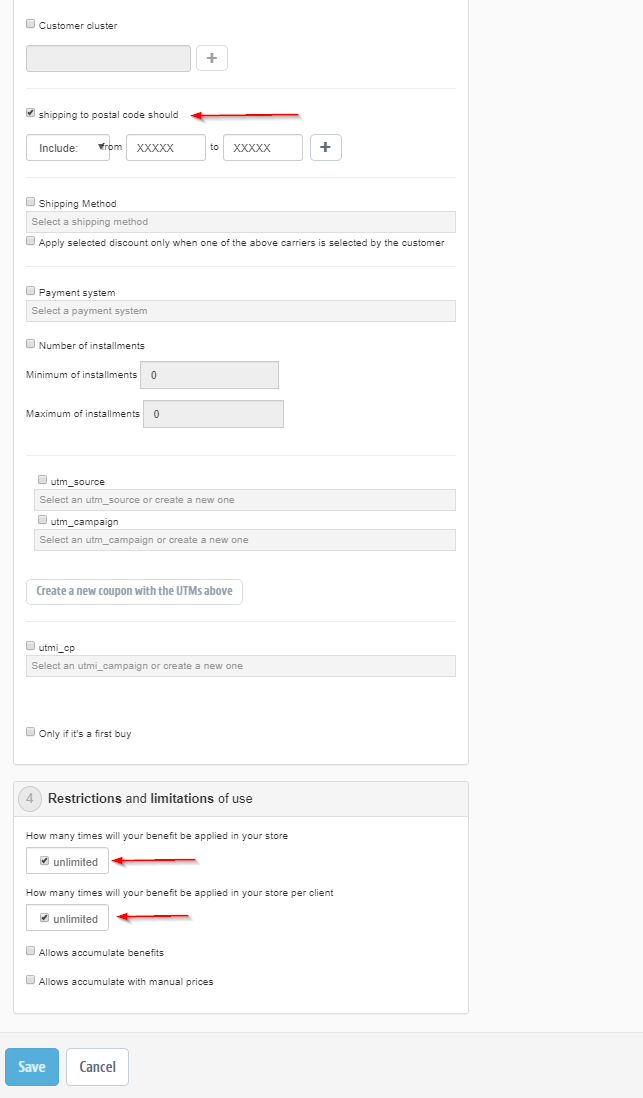 Customer cluster
+
shipping to postal code should
Include: from XXXXX to XXXXX +
Shipping Method
Select a shipping method
Apply selected discount only when one of the above carriers is selected by the customer
Payment system
Select a payment system
Number of installments
Minimum of installments 0
Maximum of installments 0
utm_source
Select an utm_source or create a new one
utm_campaign
Select an utm_campaign or create a new one
Create a new coupon with the UTMs above
utmi_cp
Select an utmi_campaign or create a new one
Only if it's a first buy
4 Restrictions and limitations of use
How many times will your benefit be applied in your store
unlimited
How many times will your benefit be applied in your store per client
unlimited
Allows accumulate benefits
Allows accumulate with manual prices
Save Cancel